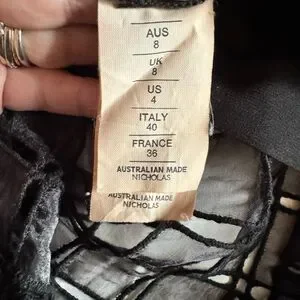 AUS
8
UK
8
US
4
ITALY
40
FRANCE
36
AUSTRALIAN MADE
NICHOLAS
AUSTRALIAN MADE
NICHOLAS